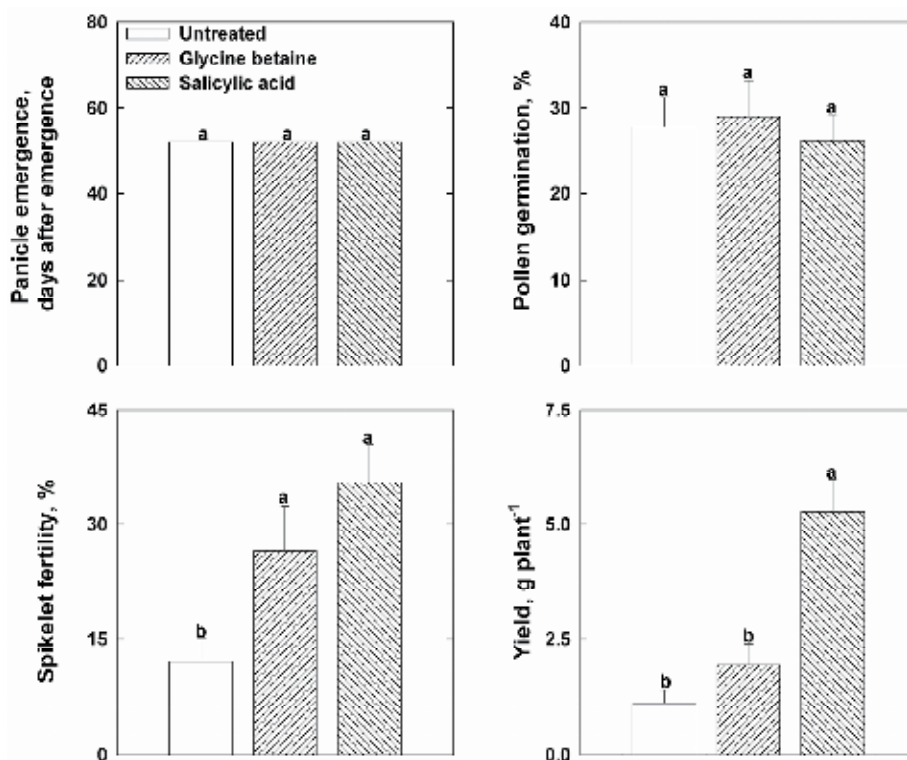 80
60
40
20
0
Panicle emergence,
days after emergence
Untreated
Glycine betaine
Salicylic acid
a
a
a
40
30
20
10
0
Pollen germination, %
a
a
a
45
30
15
0
Spikelet fertility, %
b
a
a
7.5
5.0
2.5
0.0
Yield, g plant⁻¹
b
b
a